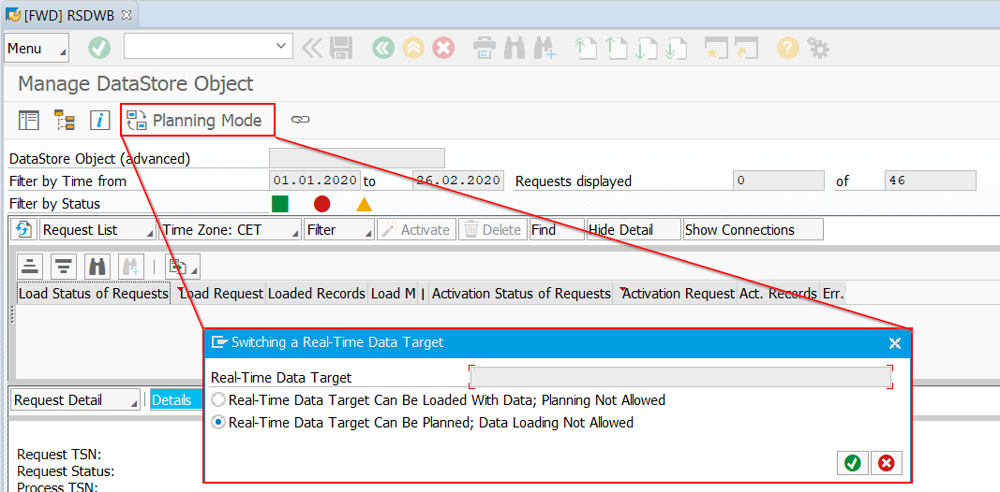 [FWD] RSDWB
Menu
Manage DataStore Object
Planning Mode
DataStore Object (advanced)
Filter by Time from 01.01.2020 to 26.02.2020 Requests displayed 0 of 46
Filter by Status
Request List Time Zone: CET Filter Activate Delete Find Hide Detail Show Connections
Load Status of Requests Load Request Loaded Records Load M | Activation Status of Requests Activation Request Act. Records Err.
Switching a Real-Time Data Target
Real-Time Data Target
Real-Time Data Target Can Be Loaded With Data; Planning Not Allowed
Real-Time Data Target Can Be Planned; Data Loading Not Allowed
Request Detail Details
Request TSN:
Request Status:
Process TSN: